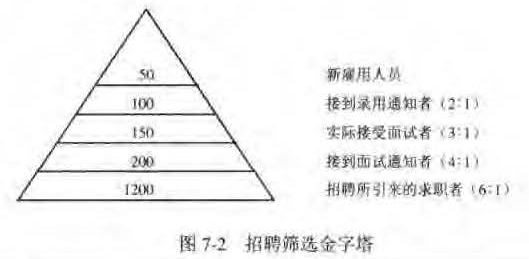 50 新雇用人员
100 接到录用通知者（2:1）
150 实际接受面试者（3:1）
200 接到面试通知者（4:1）
1200 招聘所引来的求职者（6:1）
图 7-2 招聘筛选金字塔